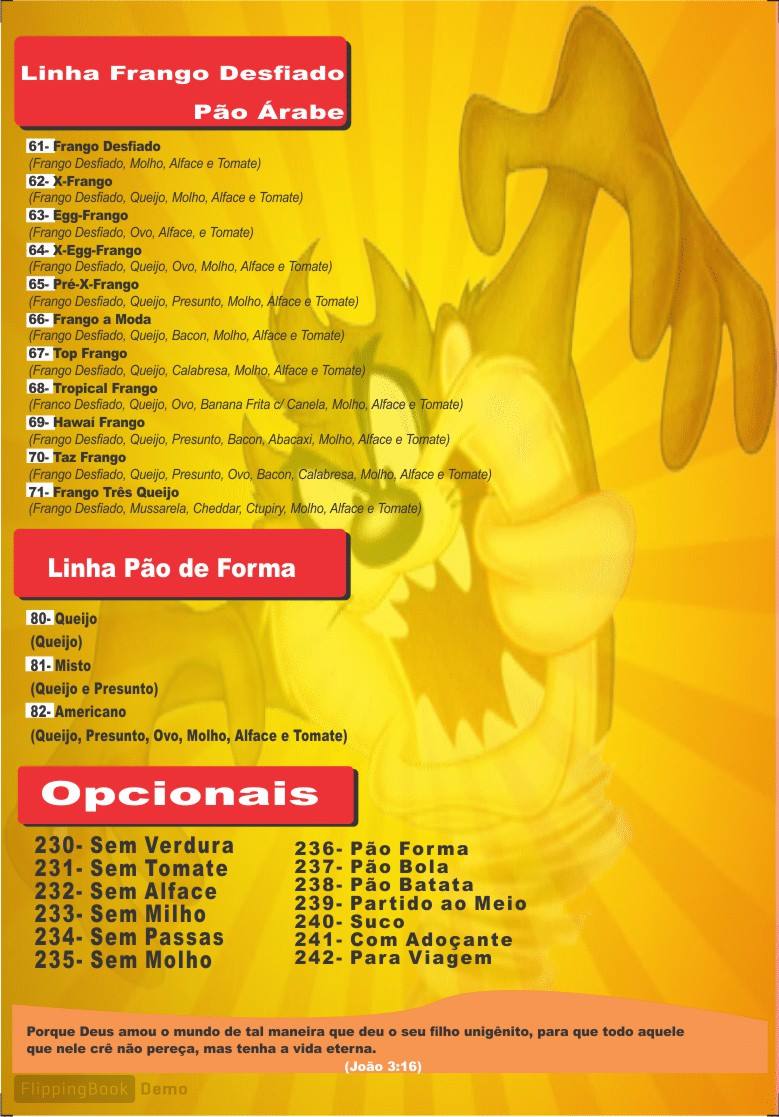 Linha Frango Desfiado
Pão Árabe
61- Frango Desfiado
(Frango Desfiado, Molho, Alface e Tomate)
62- X-Frango
(Frango Desfiado, Queijo, Molho, Alface e Tomate)
63- Egg-Frango
(Frango Desfiado, Ovo, Alface, e Tomate)
64- X-Egg-Frango
(Frango Desfiado, Queijo, Ovo, Molho, Alface e Tomate)
65- Pré-X-Frango
(Frango Desfiado, Queijo, Presunto, Molho, Alface e Tomate)
66- Frango a Moda
(Frango Desfiado, Queijo, Bacon, Molho, Alface e Tomate)
67- Top Frango
(Frango Desfiado, Queijo, Calabresa, Molho, Alface e Tomate)
68- Tropical Frango
(Franco Desfiado, Queijo, Ovo, Banana Frita c/ Canela, Molho, Alface e Tomate)
69- Hawaí Frango
(Frango Desfiado, Queijo, Presunto, Bacon, Abacaxi, Molho, Alface e Tomate)
70- Taz Frango
(Frango Desfiado, Queijo, Presunto, Ovo, Bacon, Calabresa, Molho, Alface e Tomate)
71- Frango Três Queijo
(Frango Desfiado, Mussarela, Cheddar, Ctupiry, Molho, Alface e Tomate)
Linha Pão de Forma
80- Queijo
(Queijo)
81- Misto
(Queijo e Presunto)
82- Americano
(Queijo, Presunto, Ovo, Molho, Alface e Tomate)
Opcionais
230- Sem Verdura
231- Sem Tomate
232- Sem Alface
233- Sem Milho
234- Sem Passas
235- Sem Molho
236- Pão Forma
237- Pão Bola
238- Pão Batata
239- Partido ao Meio
240- Suco
241- Com Adoçante
242- Para Viagem
Porque Deus amou o mundo de tal maneira que deu o seu filho unigênito, para que todo aquele
que nele crê não pereça, mas tenha a vida eterna.
(João 3:16)
FlippingBook Demo